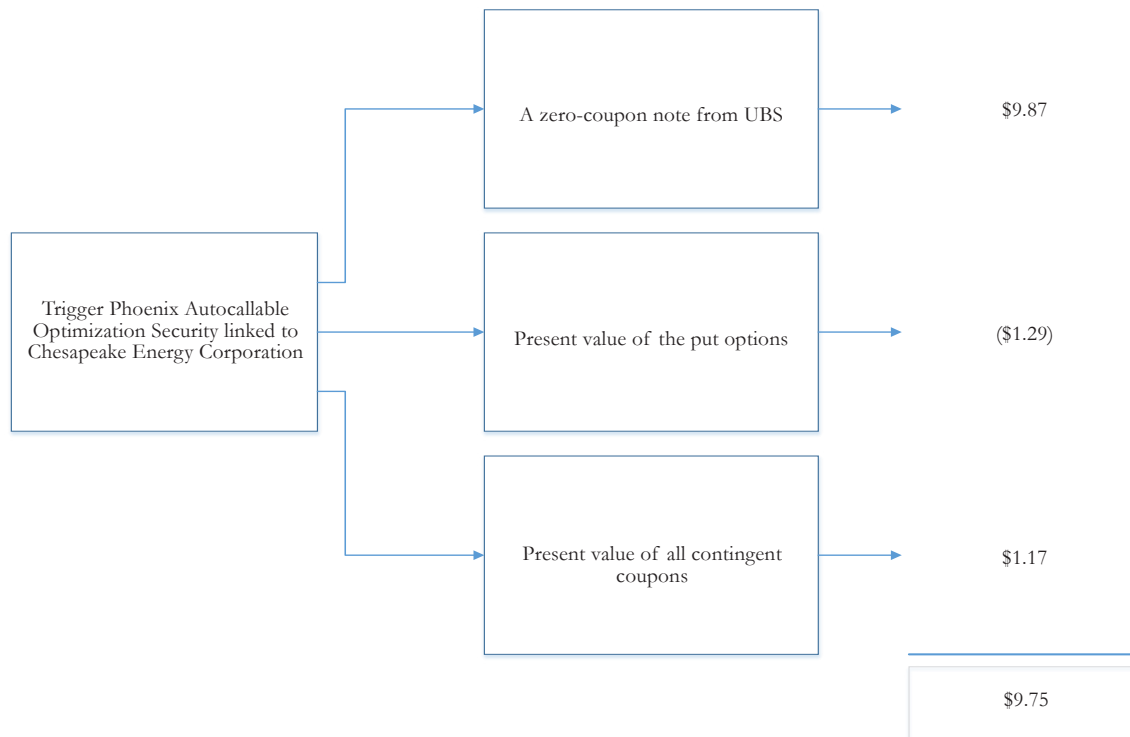 A zero-coupon note from UBS
$9.87
Trigger Phoenix Autocallable
Optimization Security linked to
Chesapeake Energy Corporation
Present value of the put options
($1.29)
Present value of all contingent
coupons
$1.17
$9.75